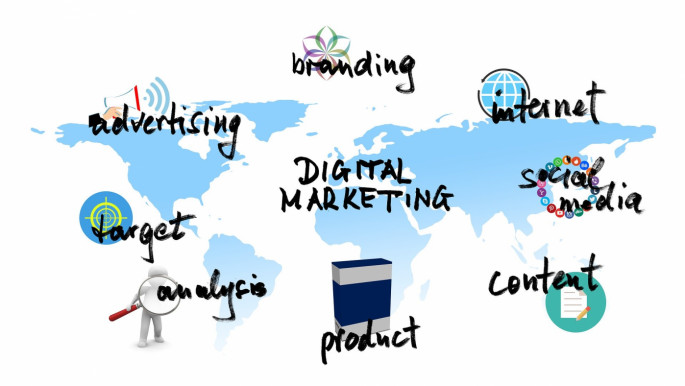 branding
advertising
internet
DIGITAL
MARKETING
social
media
target
analysis
content
product